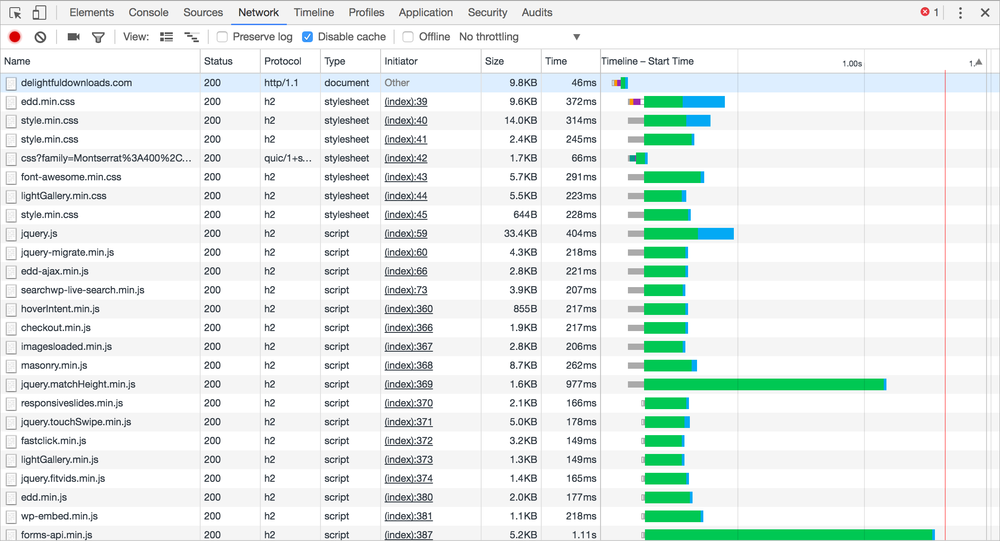 Elements Console Sources Network Timeline Profiles Application Security Audits 1
View: Preserve log Disable cache Offline No throttling
Name Status Protocol Type Initiator Size Time Timeline – Start Time 1.00s 1.
delightfuldownloads.com 200 http/1.1 document Other 9.8KB 46ms
edd.min.css 200 h2 stylesheet (index):39 9.6KB 372ms
style.min.css 200 h2 stylesheet (index):40 14.0KB 314ms
style.min.css 200 h2 stylesheet (index):41 2.4KB 245ms
css?family=Montserrat%3A400%2C... 200 quic/1+s... stylesheet (index):42 1.7KB 66ms
font-awesome.min.css 200 h2 stylesheet (index):43 5.7KB 291ms
lightGallery.min.css 200 h2 stylesheet (index):44 5.5KB 223ms
style.min.css 200 h2 stylesheet (index):45 644B 228ms
jquery.js 200 h2 script (index):59 33.4KB 404ms
jquery-migrate.min.js 200 h2 script (index):60 4.3KB 218ms
edd-ajax.min.js 200 h2 script (index):66 2.8KB 221ms
searchwp-live-search.min.js 200 h2 script (index):73 3.9KB 207ms
hoverIntent.min.js 200 h2 script (index):360 855B 217ms
checkout.min.js 200 h2 script (index):366 1.9KB 217ms
imagesloaded.min.js 200 h2 script (index):367 2.8KB 206ms
masonry.min.js 200 h2 script (index):368 8.7KB 262ms
jquery.matchHeight.min.js 200 h2 script (index):369 1.6KB 977ms
responsiveslides.min.js 200 h2 script (index):370 2.1KB 166ms
jquery.touchSwipe.min.js 200 h2 script (index):371 5.0KB 178ms
fastclick.min.js 200 h2 script (index):372 3.2KB 149ms
lightGallery.min.js 200 h2 script (index):373 1.3KB 149ms
jquery.fitvids.min.js 200 h2 script (index):374 1.4KB 165ms
edd.min.js 200 h2 script (index):380 2.0KB 177ms
wp-embed.min.js 200 h2 script (index):381 1.1KB 218ms
forms-api.min.js 200 h2 script (index):387 5.2KB 1.11s